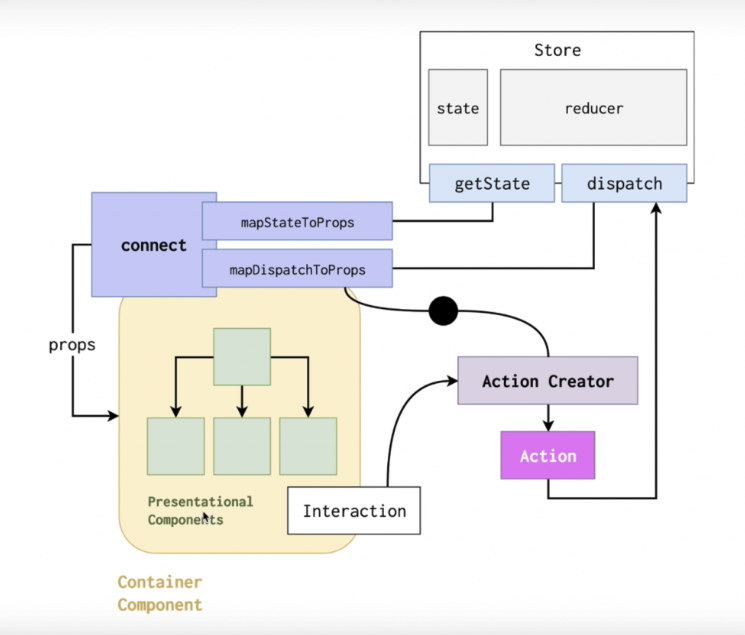 Store
state
reducer
getState
dispatch
mapStateToProps
connect
mapDispatchToProps
props
Action Creator
Action
Presentational
Components
Interaction
Container
Component